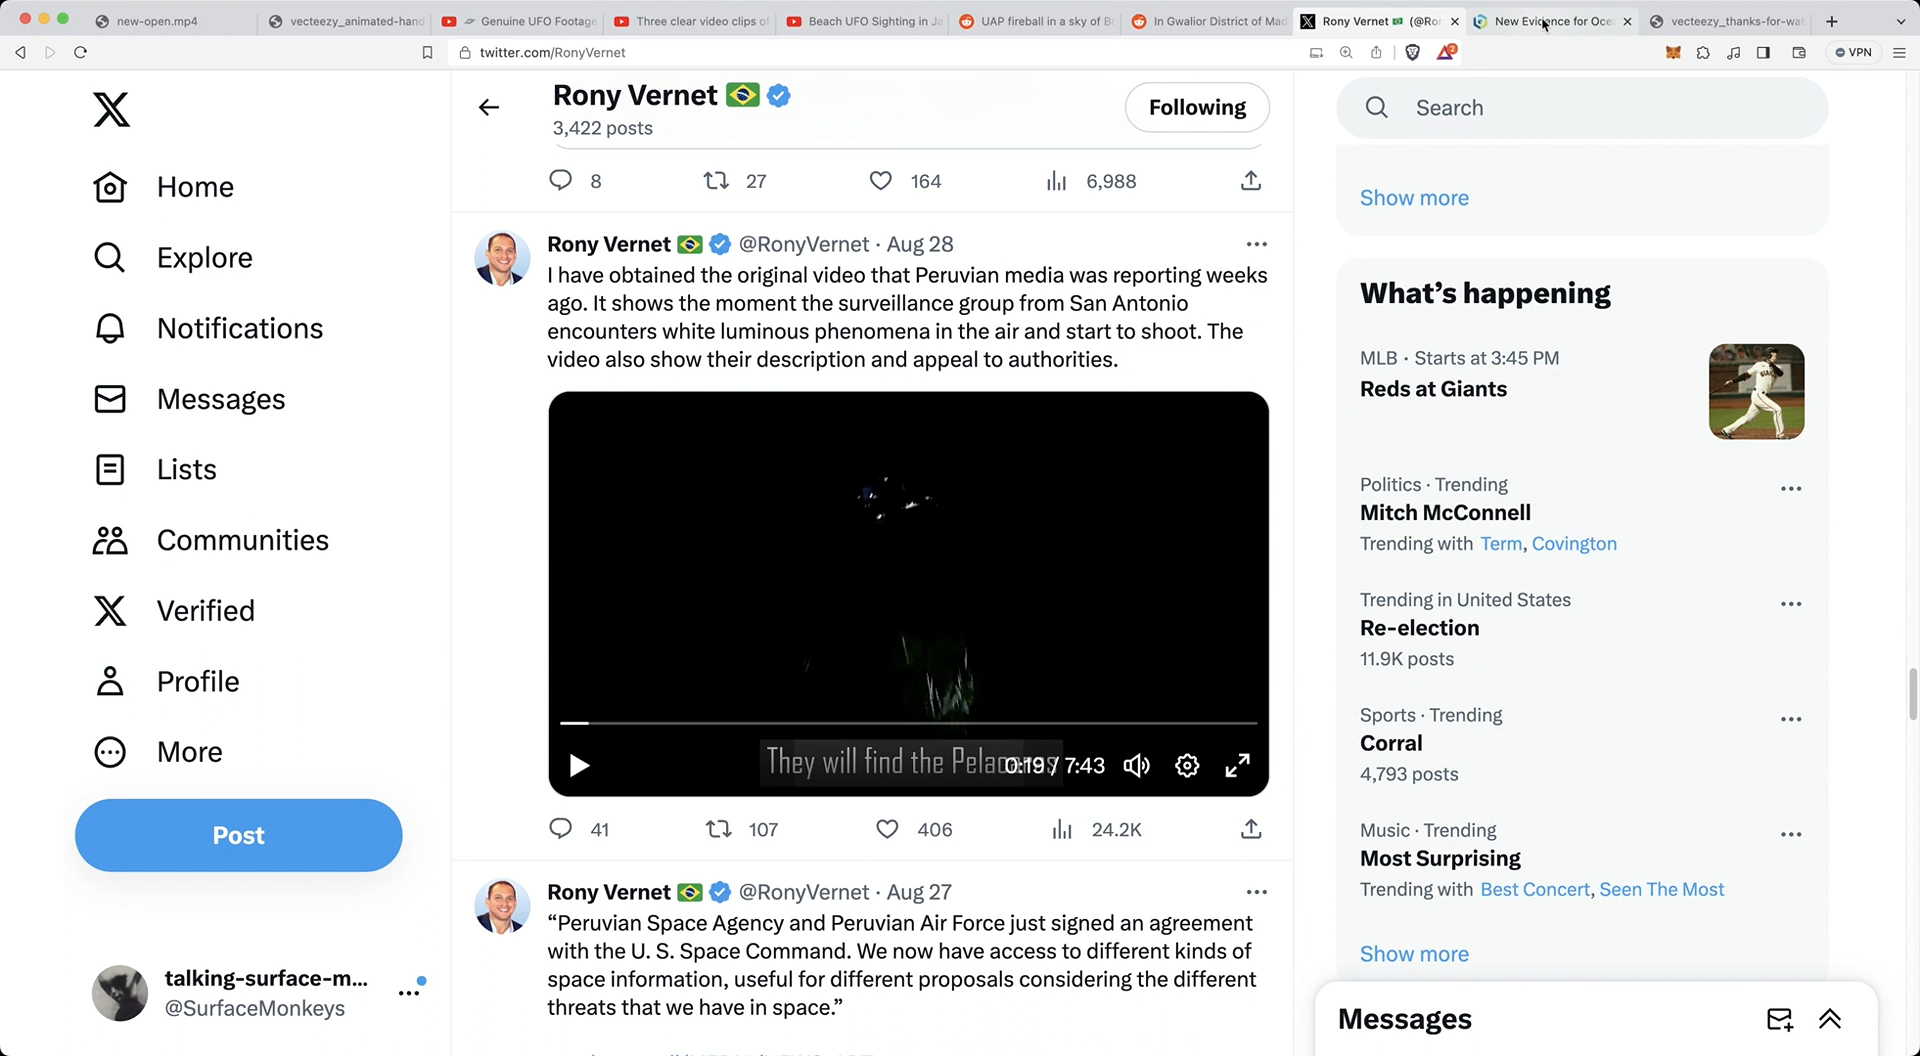 new-open.mp4
vecteezy_animated-hand
Genuine UFO Footage
Three clear video clips of
Beach UFO Sighting in Ja
UAP fireball in a sky of Br
In Gwalior District of Mad
Rony Vernet (@Ro
New Evidence for Oce
vecteezy_thanks-for-wat
twitter.com/RonyVernet
2
VPN
Home
Explore
Notifications
Messages
Lists
Communities
Verified
Profile
More
Post
talking-surface-m...
@SurfaceMonkeys
Rony Vernet
3,422 posts
Following
8 27 164 6,988
Rony Vernet @RonyVernet · Aug 28
I have obtained the original video that Peruvian media was reporting weeks
ago. It shows the moment the surveillance group from San Antonio
encounters white luminous phenomena in the air and start to shoot. The
video also show their description and appeal to authorities.
They will find the
0:19 / 7:43
41 107 406 24.2K
Rony Vernet @RonyVernet · Aug 27
“Peruvian Space Agency and Peruvian Air Force just signed an agreement
with the U. S. Space Command. We now have access to different kinds of
space information, useful for different proposals considering the different
threats that we have in space.”
Search
Show more
What’s happening
MLB · Starts at 3:45 PM
Reds at Giants
Politics · Trending
Mitch McConnell
Trending with Term, Covington
Trending in United States
Re-election
11.9K posts
Sports · Trending
Corral
4,793 posts
Music · Trending
Most Surprising
Trending with Best Concert, Seen The Most
Show more
Messages